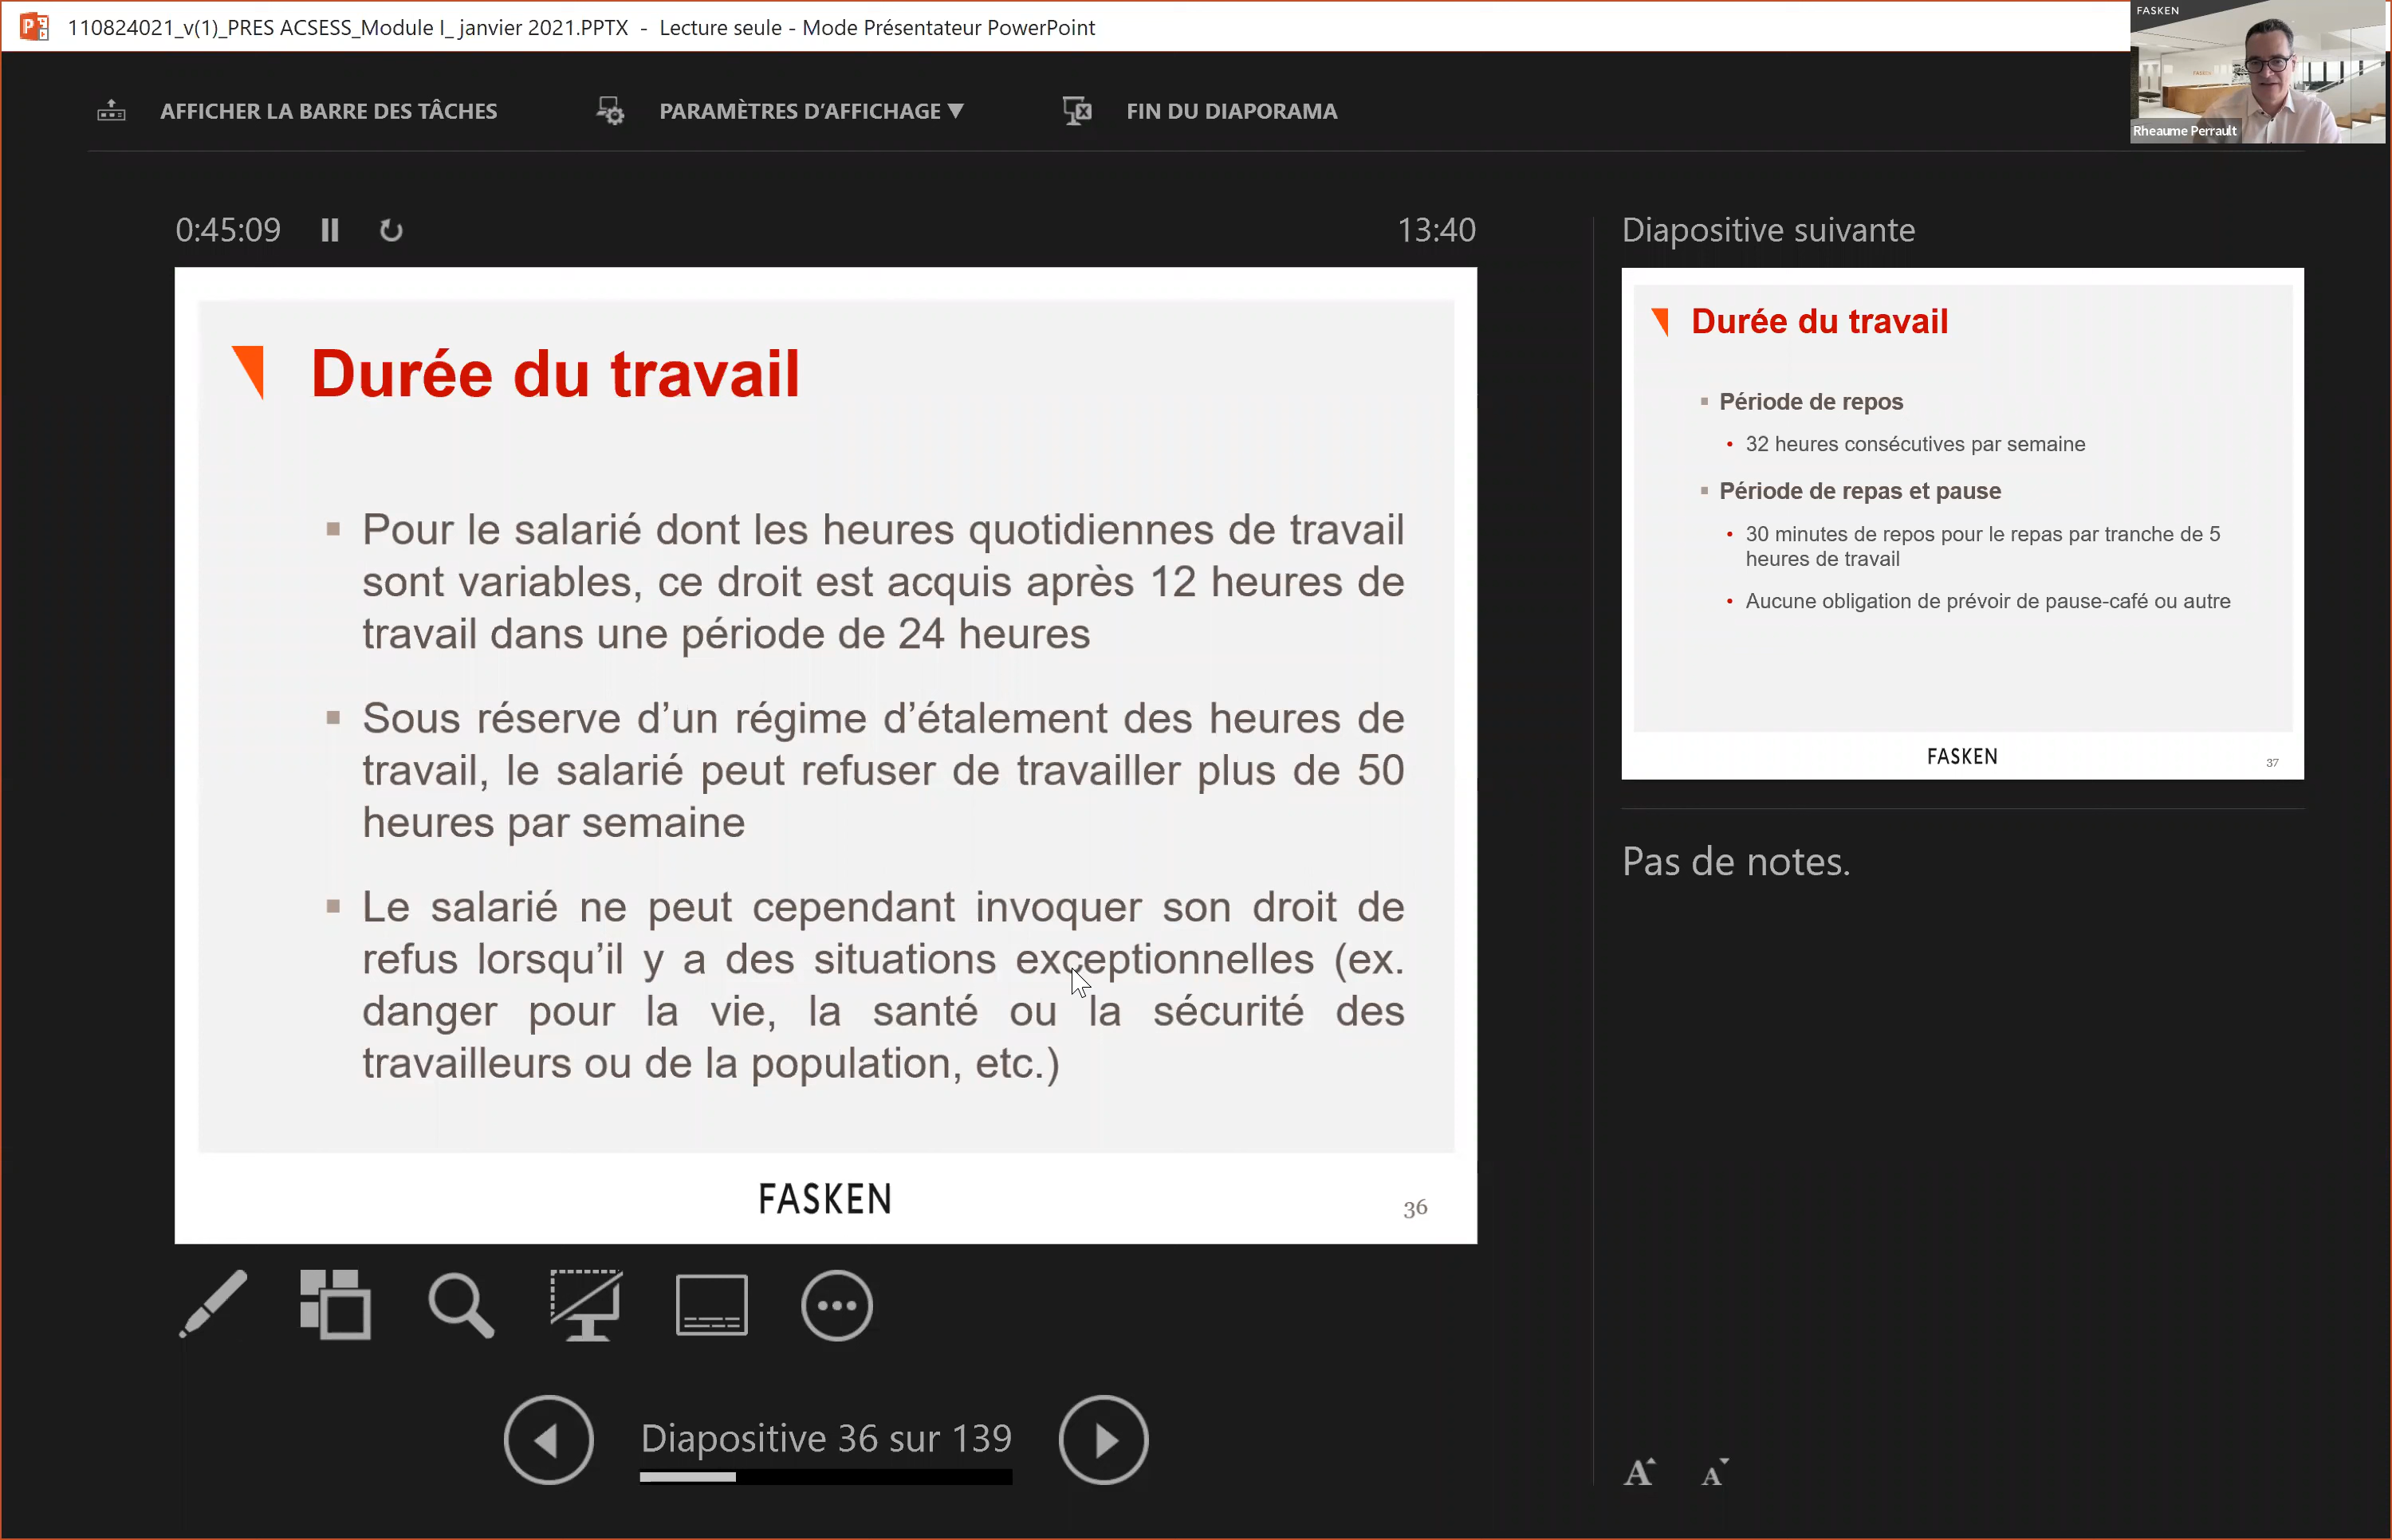 110824021_v(1)_PRES ACSESS_Module I_ janvier 2021.PPTX - Lecture seule - Mode Présentateur PowerPoint
FASKEN
Rheaume Perrault
AFFICHER LA BARRE DES TÂCHES
PARAMÈTRES D’AFFICHAGE
FIN DU DIAPORAMA
0:45:09
13:40
Durée du travail
Pour le salarié dont les heures quotidiennes de travail
sont variables, ce droit est acquis après 12 heures de
travail dans une période de 24 heures
Sous réserve d’un régime d’étalement des heures de
travail, le salarié peut refuser de travailler plus de 50
heures par semaine
Le salarié ne peut cependant invoquer son droit de
refus lorsqu’il y a des situations exceptionnelles (ex.
danger pour la vie, la santé ou la sécurité des
travailleurs ou de la population, etc.)
FASKEN
36
Diapositive 36 sur 139
Diapositive suivante
Durée du travail
Période de repos
32 heures consécutives par semaine
Période de repas et pause
30 minutes de repos pour le repas par tranche de 5
heures de travail
Aucune obligation de prévoir de pause-café ou autre
FASKEN
37
Pas de notes.
A A